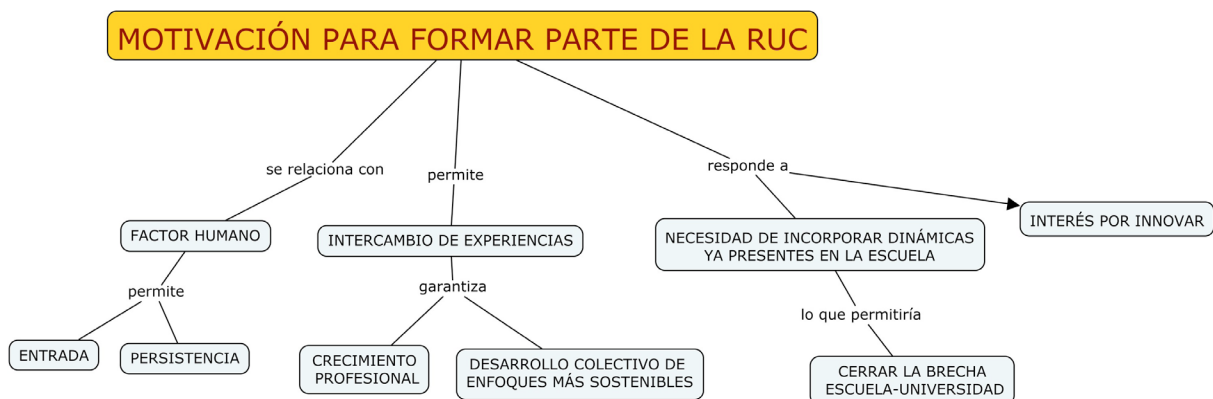 MOTIVACIÓN PARA FORMAR PARTE DE LA RUC
se relaciona con
permite
responde a
FACTOR HUMANO
INTERCAMBIO DE EXPERIENCIAS
NECESIDAD DE INCORPORAR DINÁMICAS
YA PRESENTES EN LA ESCUELA
INTERÉS POR INNOVAR
permite
garantiza
lo que permitiría
ENTRADA
PERSISTENCIA
CRECIMIENTO
PROFESIONAL
DESARROLLO COLECTIVO DE
ENFOQUES MÁS SOSTENIBLES
CERRAR LA BRECHA
ESCUELA-UNIVERSIDAD